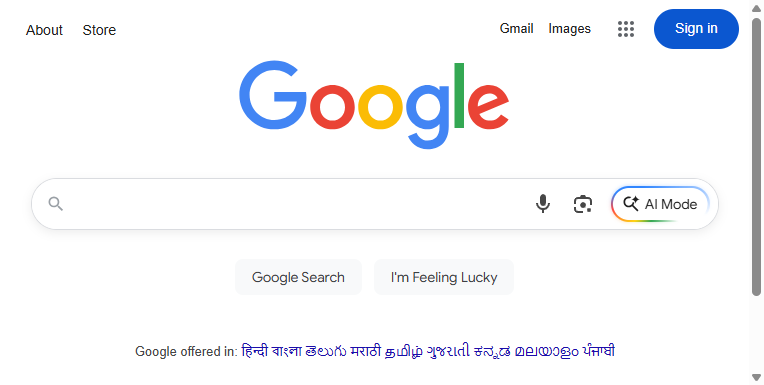 About Store Gmail Images Sign in
Google
AI Mode
Google Search I'm Feeling Lucky
Google offered in: हिन्दी বাংলা తెలుగు मराठी தமிழ் ગુજરાતી ಕನ್ನಡ മലയാളം ਪੰਜਾਬੀ